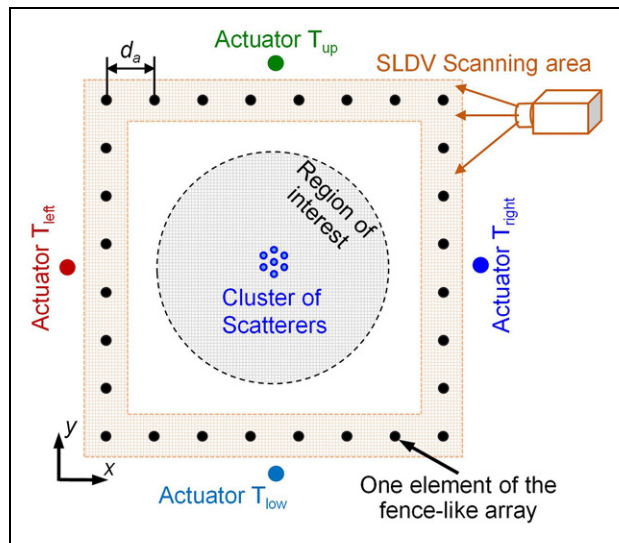 d_a
Actuator T_up
SLDV Scanning area
Region of
interest
Actuator T_left
Actuator T_right
Cluster of
Scatterers
y
x
Actuator T_low
One element of the
fence-like array